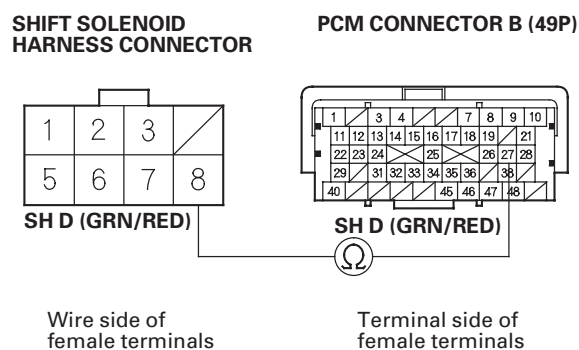 SHIFT SOLENOID
HARNESS CONNECTOR
PCM CONNECTOR B (49P)
1 2 3
5 6 7 8
1 3 4 7 8 9 10
11 12 13 14 15 16 17 18 19 21
22 23 24 25 26 27 28
29 31 32 33 34 35 36 38
40 45 46 47 48
SH D (GRN/RED)
SH D (GRN/RED)
Ω
Wire side of
female terminals
Terminal side of
female terminals